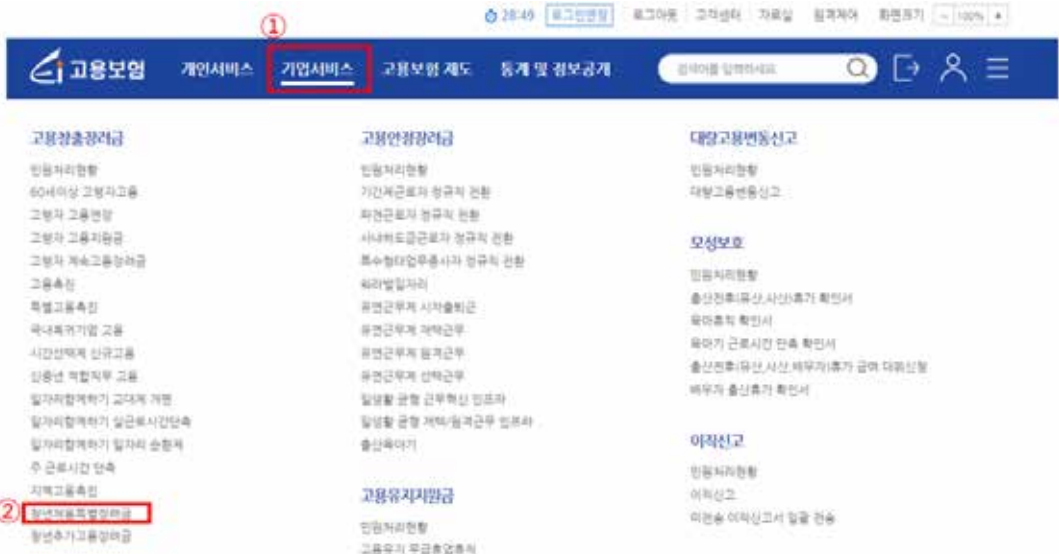 28:49 로그인연장 로그아웃 고객센터 자료실 원격제어 화면크기 - 100% +
①
고용보험 개인서비스 기업서비스 고용보험 제도 통계 및 정보공개 검색어를 입력하세요
고용창출장려금
민원처리현황
60세이상 고령자고용
고령자 고용연장
고령자 고용지원금
고령자 계속고용장려금
고용촉진
특별고용촉진
국내복귀기업 고용
시간선택제 신규고용
신중년 적합직무 고용
일자리함께하기 교대제 개편
일자리함께하기 실근로시간단축
일자리함께하기 일자리 순환제
주 근로시간 단축
지역고용촉진
② 청년채용특별장려금
청년추가고용장려금
고용안정장려금
민원처리현황
기간제근로자 정규직 전환
파견근로자 정규직 전환
사내하도급근로자 정규직 전환
특수형태업무종사자 정규직 전환
워라밸일자리
유연근무제 시차출퇴근
유연근무제 재택근무
유연근무제 원격근무
유연근무제 선택근무
일생활 균형 근무혁신 인프라
일생활 균형 재택/원격근무 인프라
출산육아기
고용유지지원금
민원처리현황
고용유지 무급휴업휴직
대량고용변동신고
민원처리현황
대량고용변동신고
모성보호
민원처리현황
출산전후(유산,사산)휴가 확인서
육아휴직 확인서
육아기 근로시간 단축 확인서
출산전후(유산,사산,배우자)휴가 급여 대위신청
배우자 출산휴가 확인서
이직신고
민원처리현황
이직신고
미전송 이직신고서 일괄 전송